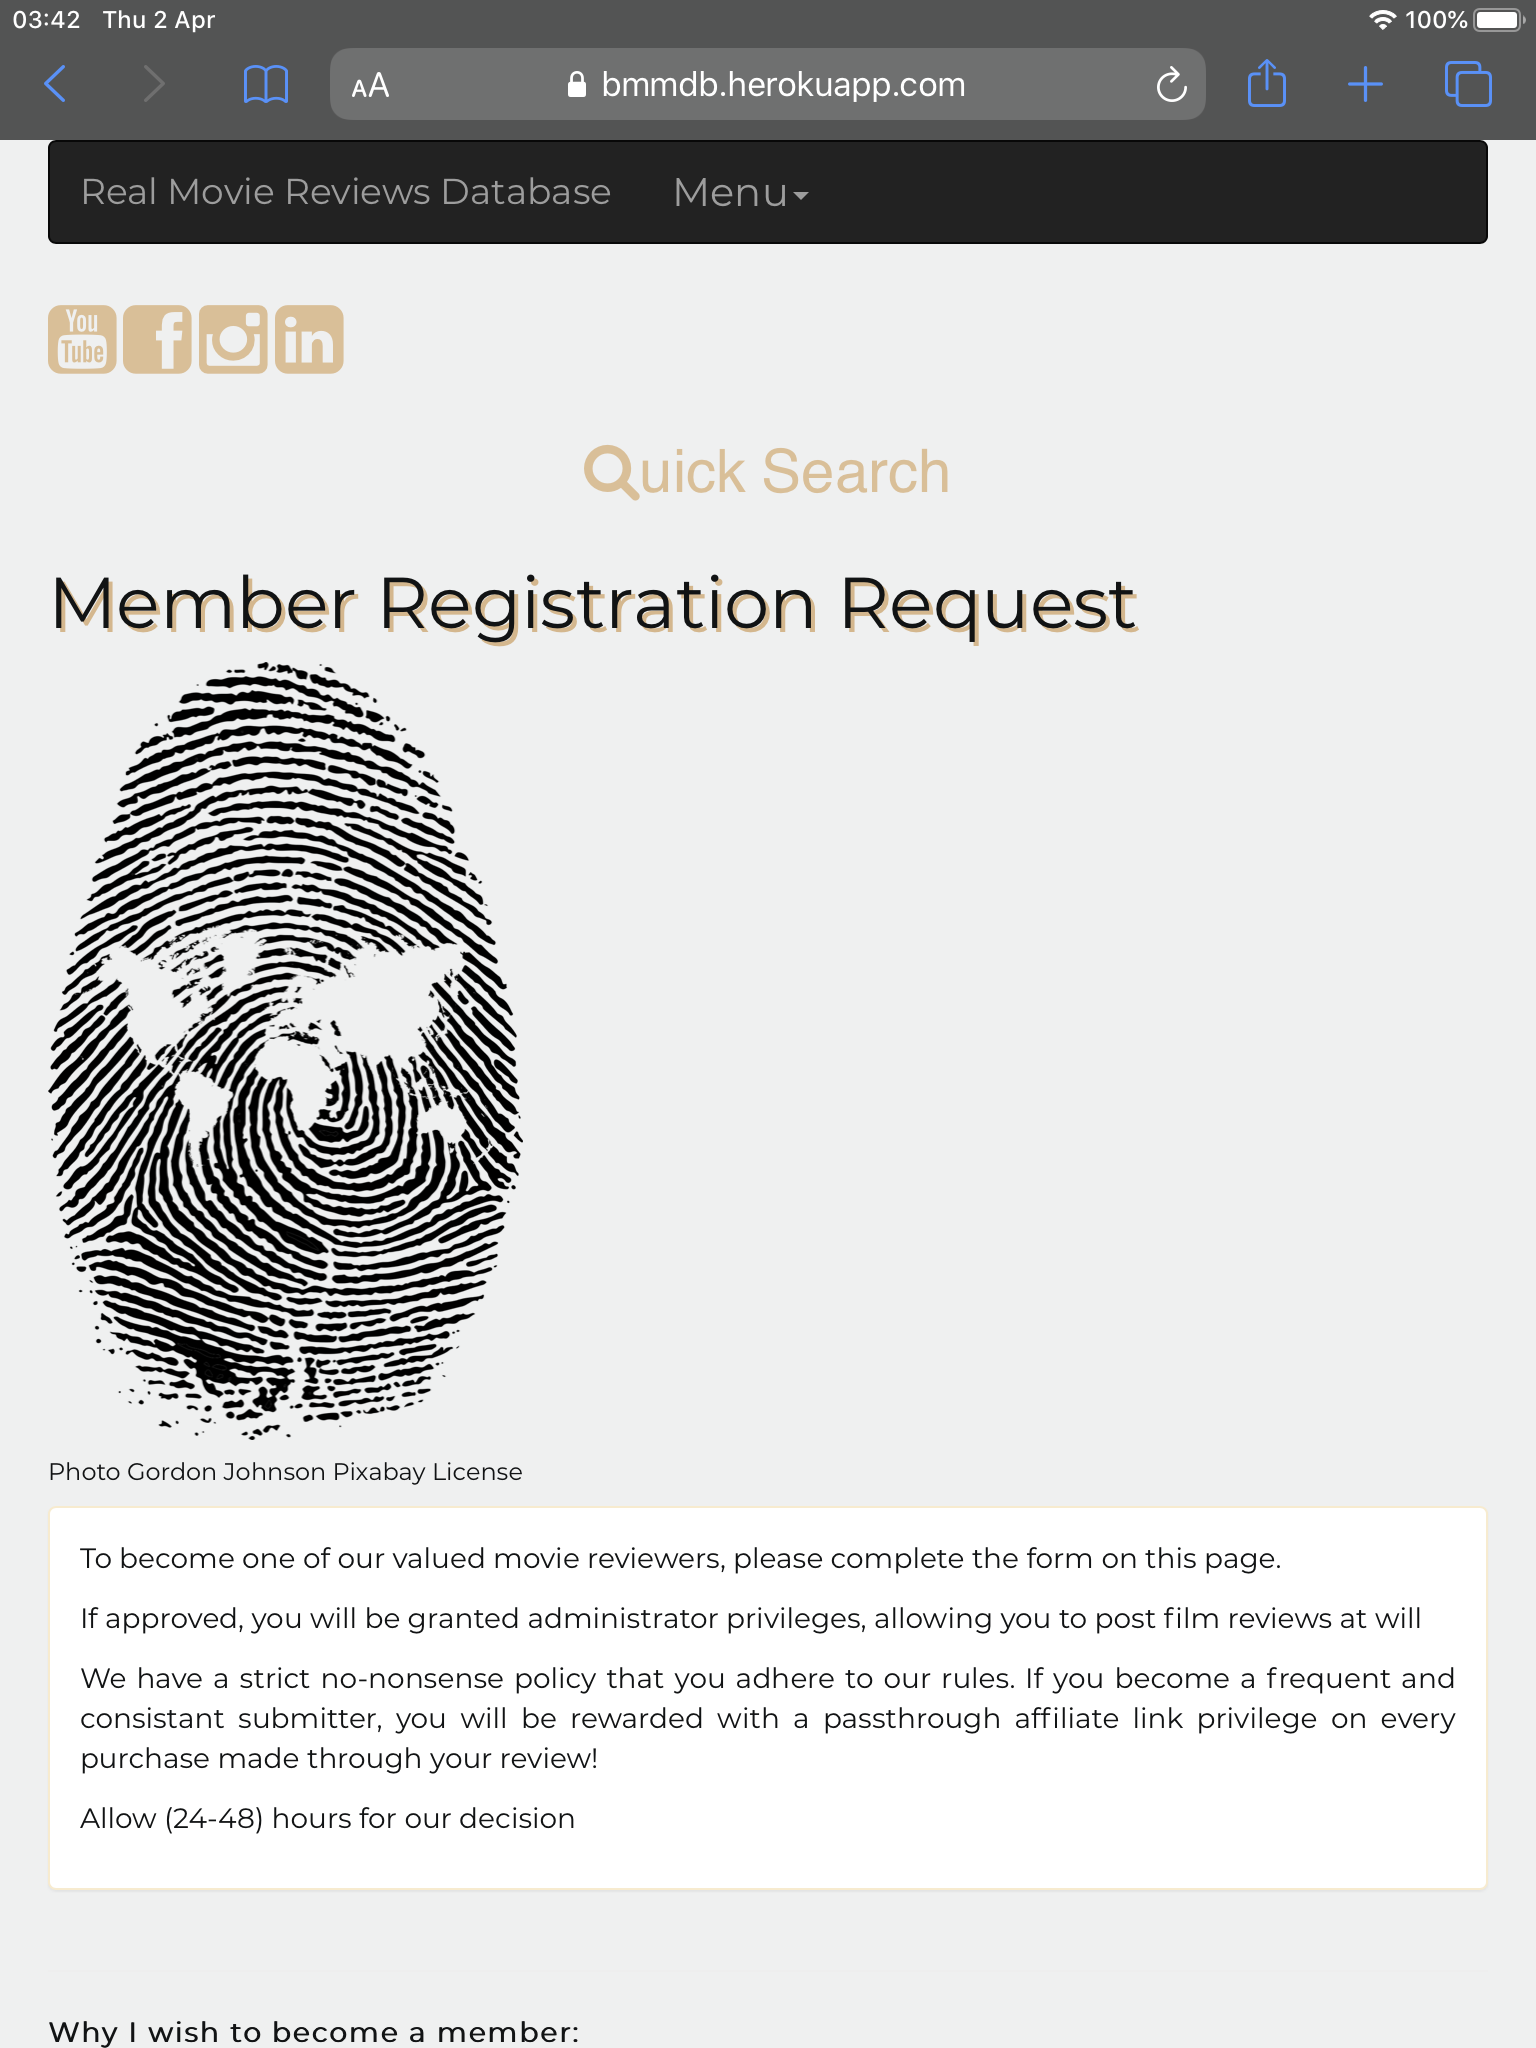 03:42 Thu 2 Apr 100%
AA bmmdb.herokuapp.com
Real Movie Reviews Database Menu
You
Tube f in
Quick Search
Member Registration Request
Photo Gordon Johnson Pixabay License
To become one of our valued movie reviewers, please complete the form on this page.
If approved, you will be granted administrator privileges, allowing you to post film reviews at will
We have a strict no-nonsense policy that you adhere to our rules. If you become a frequent and
consistant submitter, you will be rewarded with a passthrough affiliate link privilege on every
purchase made through your review!
Allow (24-48) hours for our decision
Why I wish to become a member: